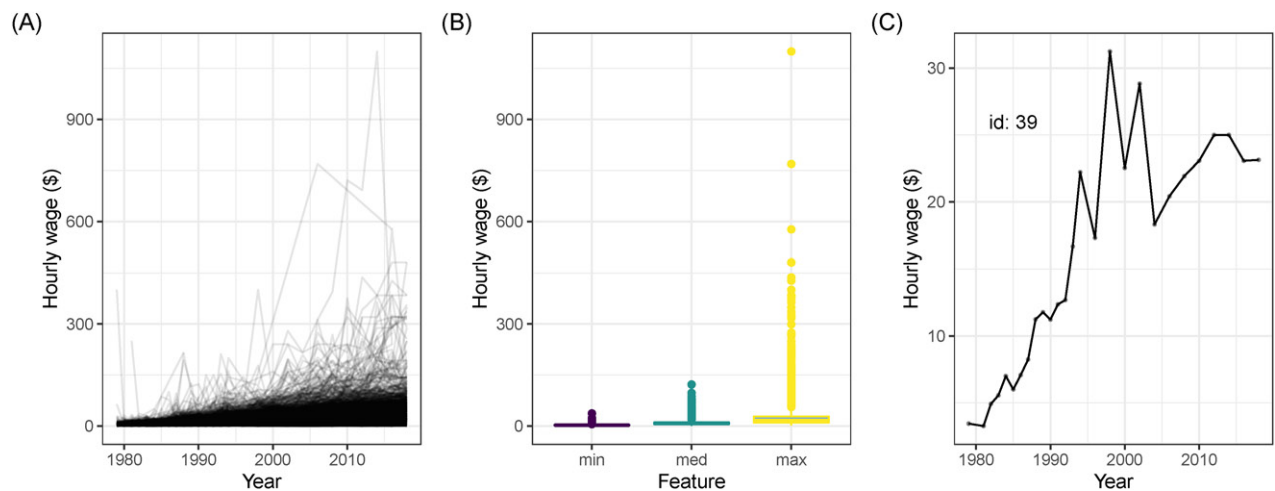 (A)
Hourly wage ($)
900
600
300
0
1980 1990 2000 2010
Year
(B)
Hourly wage ($)
900
600
300
0
min med max
Feature
(C)
Hourly wage ($)
30
20
10
id: 39
1980 1990 2000 2010
Year